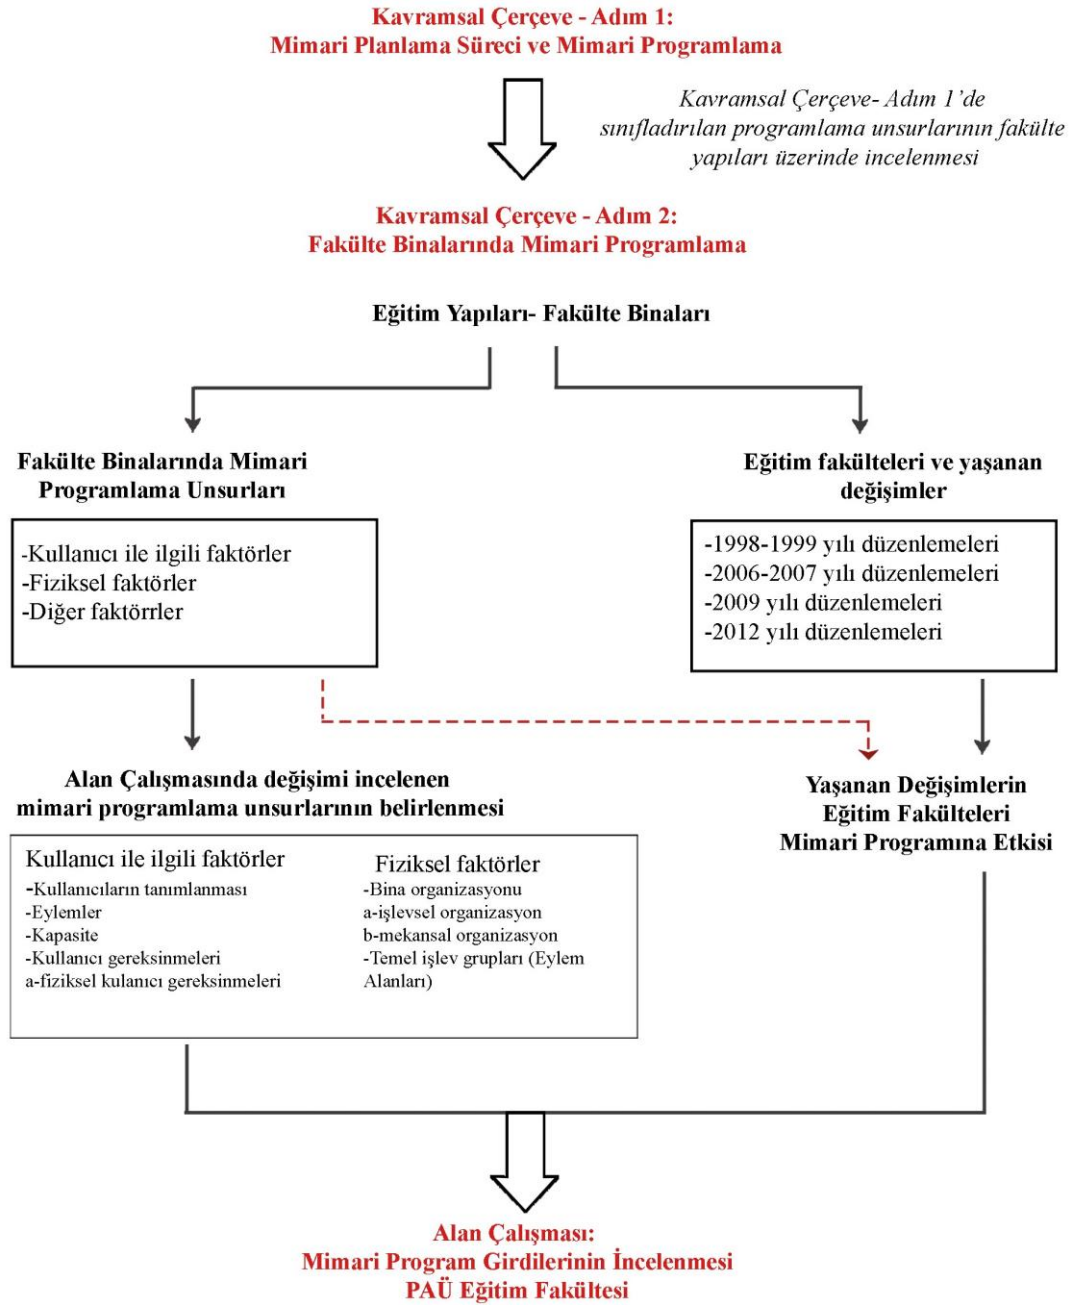 Kavramsal Çerçeve - Adım 1:
Mimari Planlama Süreci ve Mimari Programlama
Kavramsal Çerçeve- Adım 1’de
sınıfladırılan programlama unsurlarının fakülte
yapıları üzerinde incelenmesi
Kavramsal Çerçeve - Adım 2:
Fakülte Binalarında Mimari Programlama
Eğitim Yapıları- Fakülte Binaları
Fakülte Binalarında Mimari
Programlama Unsurları
-Kullanıcı ile ilgili faktörler
-Fiziksel faktörler
-Diğer faktörrler
Eğitim fakülteleri ve yaşanan
değişimler
-1998-1999 yılı düzenlemeleri
-2006-2007 yılı düzenlemeleri
-2009 yılı düzenlemeleri
-2012 yılı düzenlemeleri
Alan Çalışmasında değişimi incelenen
mimari programlama unsurlarının belirlenmesi
Kullanıcı ile ilgili faktörler
-Kullanıcıların tanımlanması
-Eylemler
-Kapasite
-Kullanıcı gereksinmeleri
a-fiziksel kulanıcı gereksinmeleri
Fiziksel faktörler
-Bina organizasyonu
a-işlevsel organizasyon
b-mekansal organizasyon
-Temel işlev grupları (Eylem
Alanları)
Yaşanan Değişimlerin
Eğitim Fakülteleri
Mimari Programına Etkisi
Alan Çalışması:
Mimari Program Girdilerinin İncelenmesi
PAÜ Eğitim Fakültesi